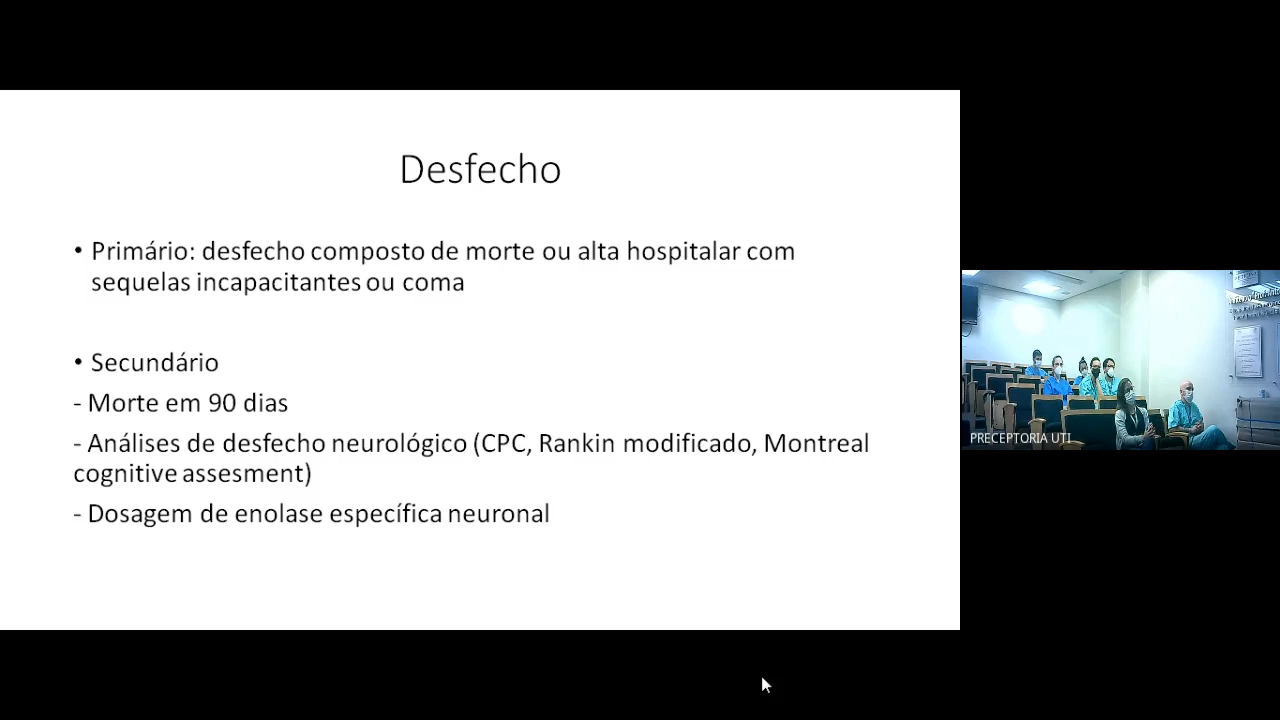 Desfecho
• Primário: desfecho composto de morte ou alta hospitalar com
sequelas incapacitantes ou coma
• Secundário
- Morte em 90 dias
- Análises de desfecho neurológico (CPC, Rankin modificado, Montreal
cognitive assesment)
- Dosagem de enolase específica neuronal
PRECEPTORIA UTI